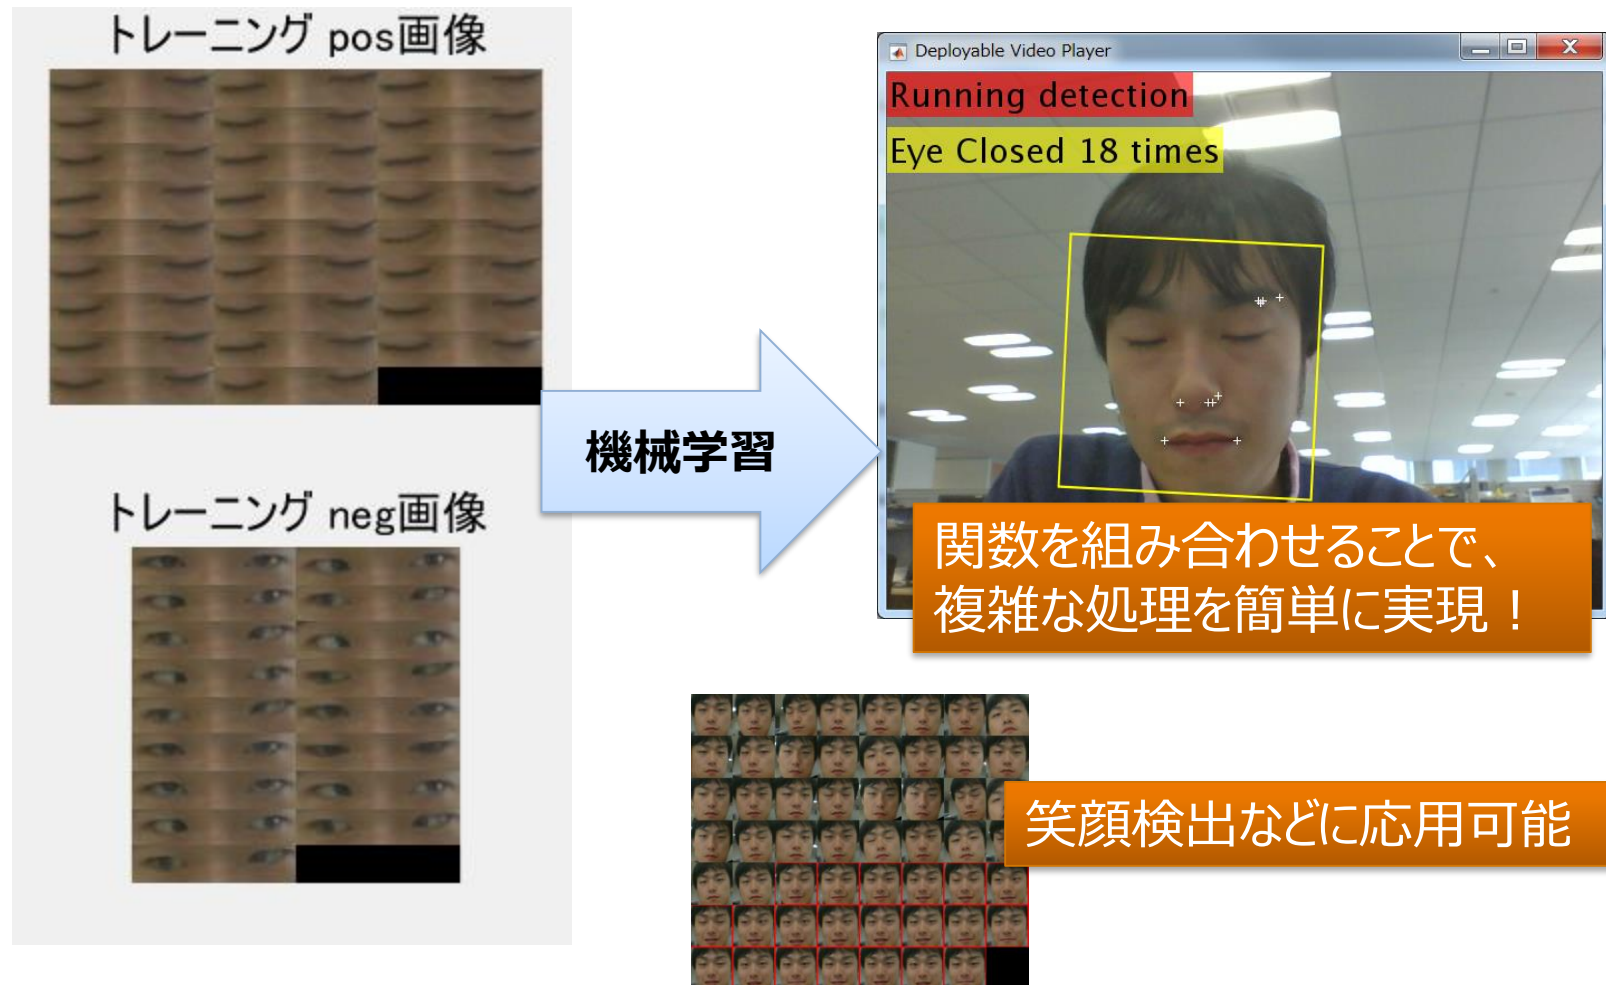 トレーニング pos画像
トレーニング neg画像
機械学習
Deployable Video Player
Running detection
Eye Closed 18 times
関数を組み合わせることで、
複雑な処理を簡単に実現！
笑顔検出などに応用可能